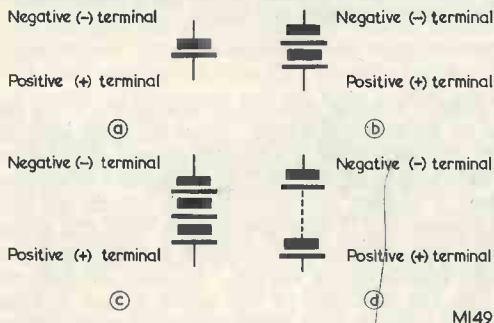 Negative (-) terminal
Positive (+) terminal
ⓐ
Negative (-) terminal
Positive (+) terminal
ⓑ
Negative (-) terminal
Positive (+) terminal
ⓒ
Negative (-) terminal
Positive (+) terminal
ⓓ
MI49